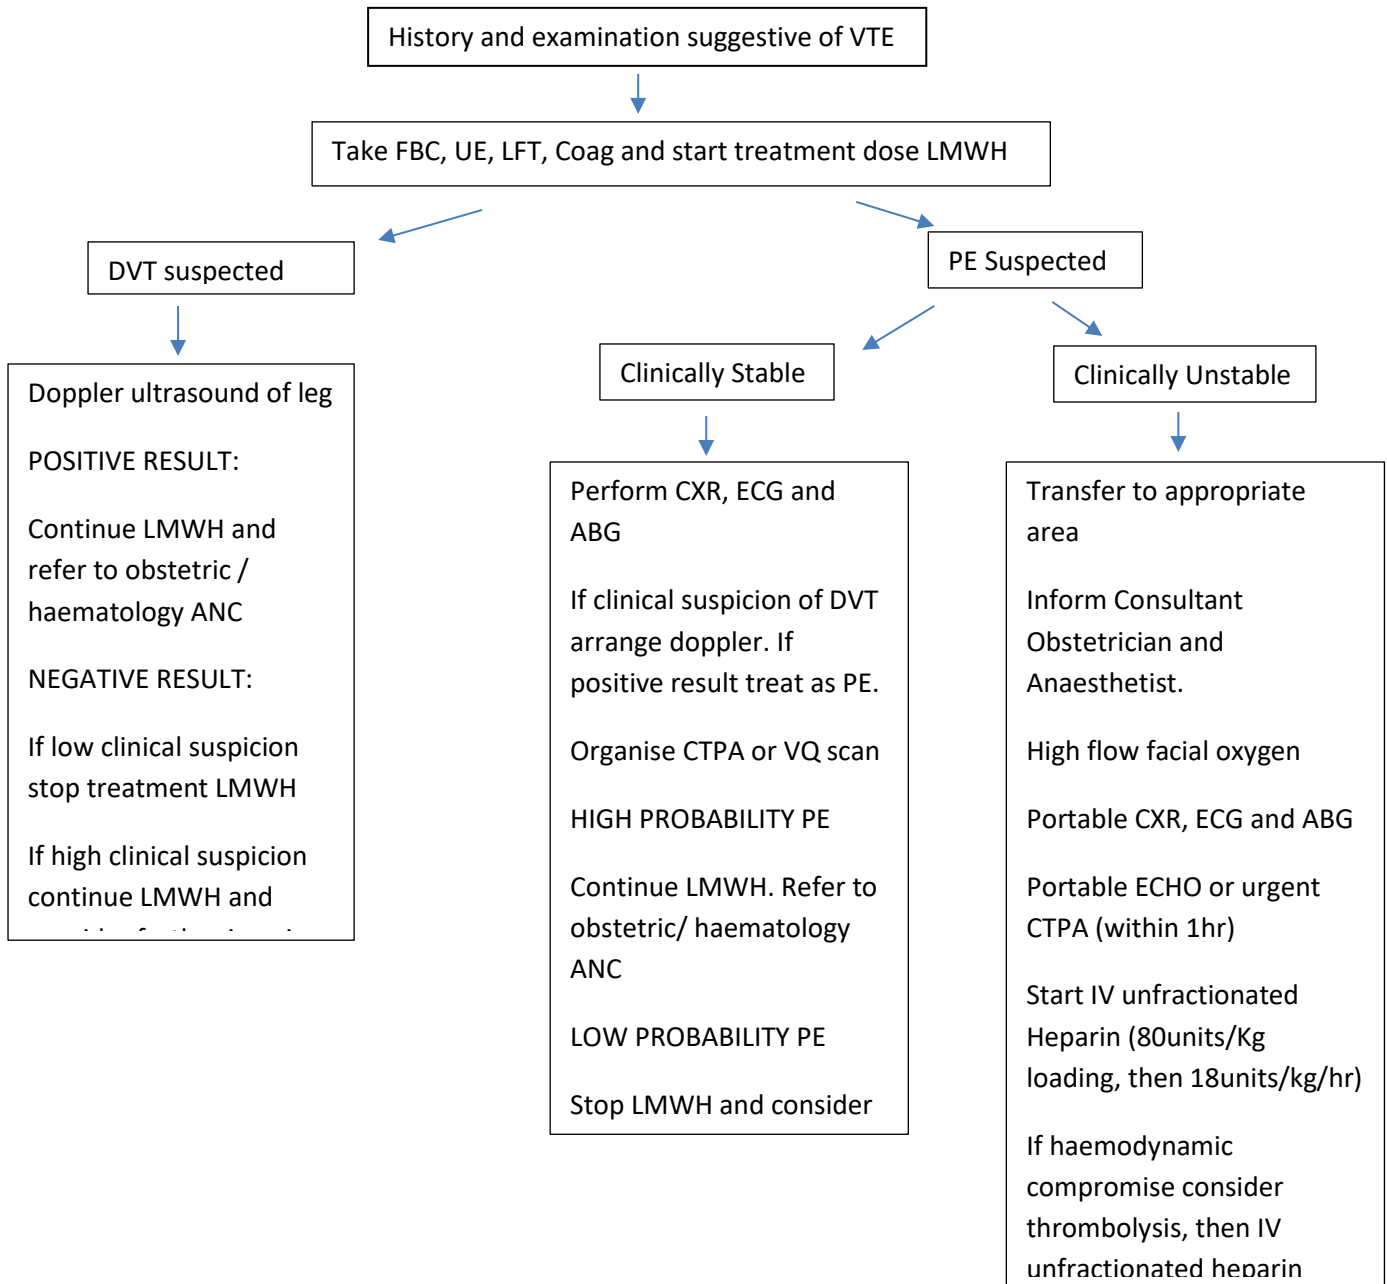 History and examination suggestive of VTE
Take FBC, UE, LFT, Coag and start treatment dose LMWH
DVT suspected
PE Suspected
Clinically Stable
Clinically Unstable
Doppler ultrasound of leg
POSITIVE RESULT:
Continue LMWH and
refer to obstetric /
haematology ANC
NEGATIVE RESULT:
If low clinical suspicion
stop treatment LMWH
If high clinical suspicion
continue LMWH and
Perform CXR, ECG and
ABG
If clinical suspicion of DVT
arrange doppler. If
positive result treat as PE.
Organise CTPA or VQ scan
HIGH PROBABILITY PE
Continue LMWH. Refer to
obstetric/ haematology
ANC
LOW PROBABILITY PE
Stop LMWH and consider
Transfer to appropriate
area
Inform Consultant
Obstetrician and
Anaesthetist.
High flow facial oxygen
Portable CXR, ECG and ABG
Portable ECHO or urgent
CTPA (within 1hr)
Start IV unfractionated
Heparin (80units/Kg
loading, then 18units/kg/hr)
If haemodynamic
compromise consider
thrombolysis, then IV
unfractionated heparin